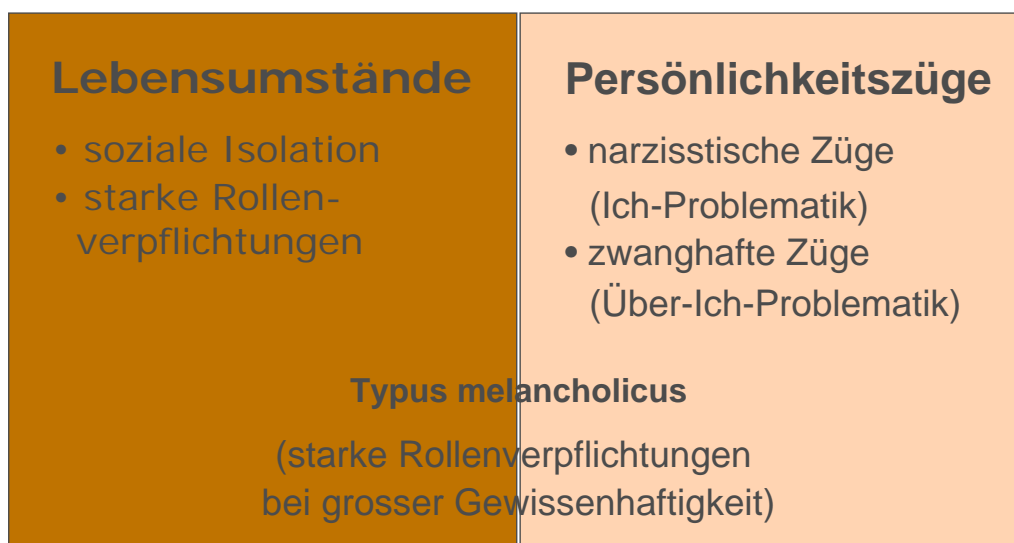 Lebensumstände
• soziale Isolation
• starke Rollen-
verpflichtungen
Persönlichkeitszüge
• narzisstische Züge
(Ich-Problematik)
• zwanghafte Züge
(Über-Ich-Problematik)
Typus melancholicus
(starke Rollenverpflichtungen
bei grosser Gewissenhaftigkeit)